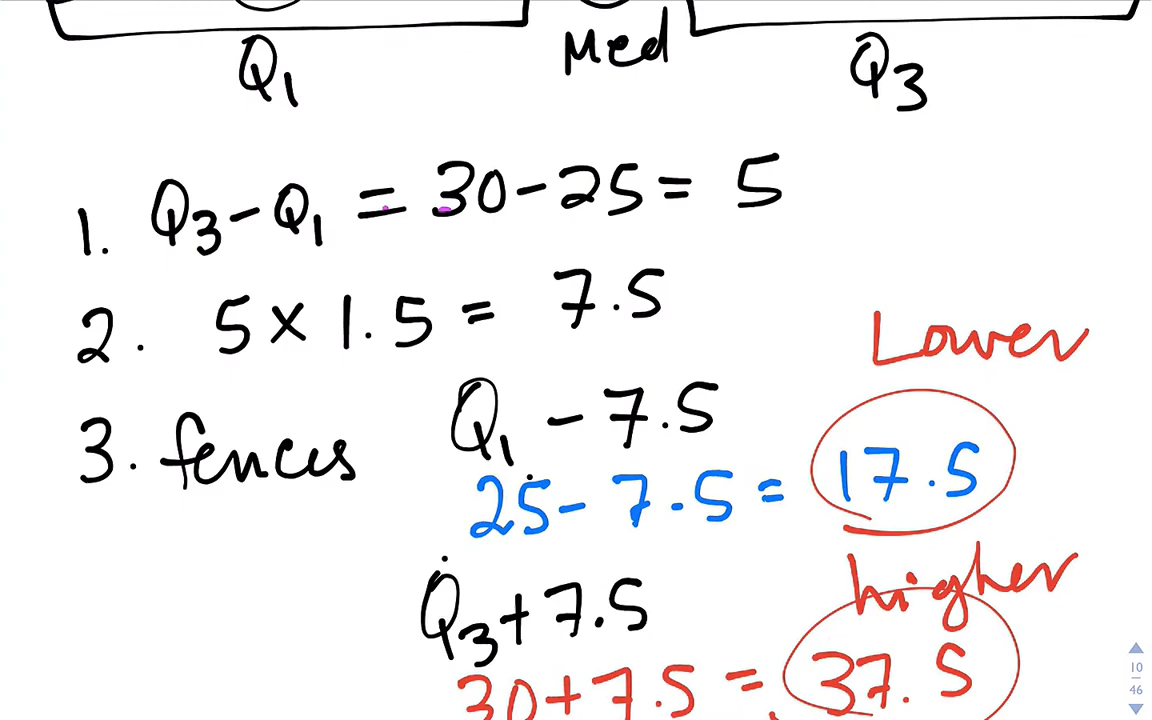 Q1 Med Q3
1. Q3 - Q1 = 30 - 25 = 5
2. 5 × 1.5 = 7.5
Lower
3. fences Q1 - 7.5
25 - 7.5 = 17.5
higher
Q3 + 7.5
30 + 7.5 = 37.5
10
46